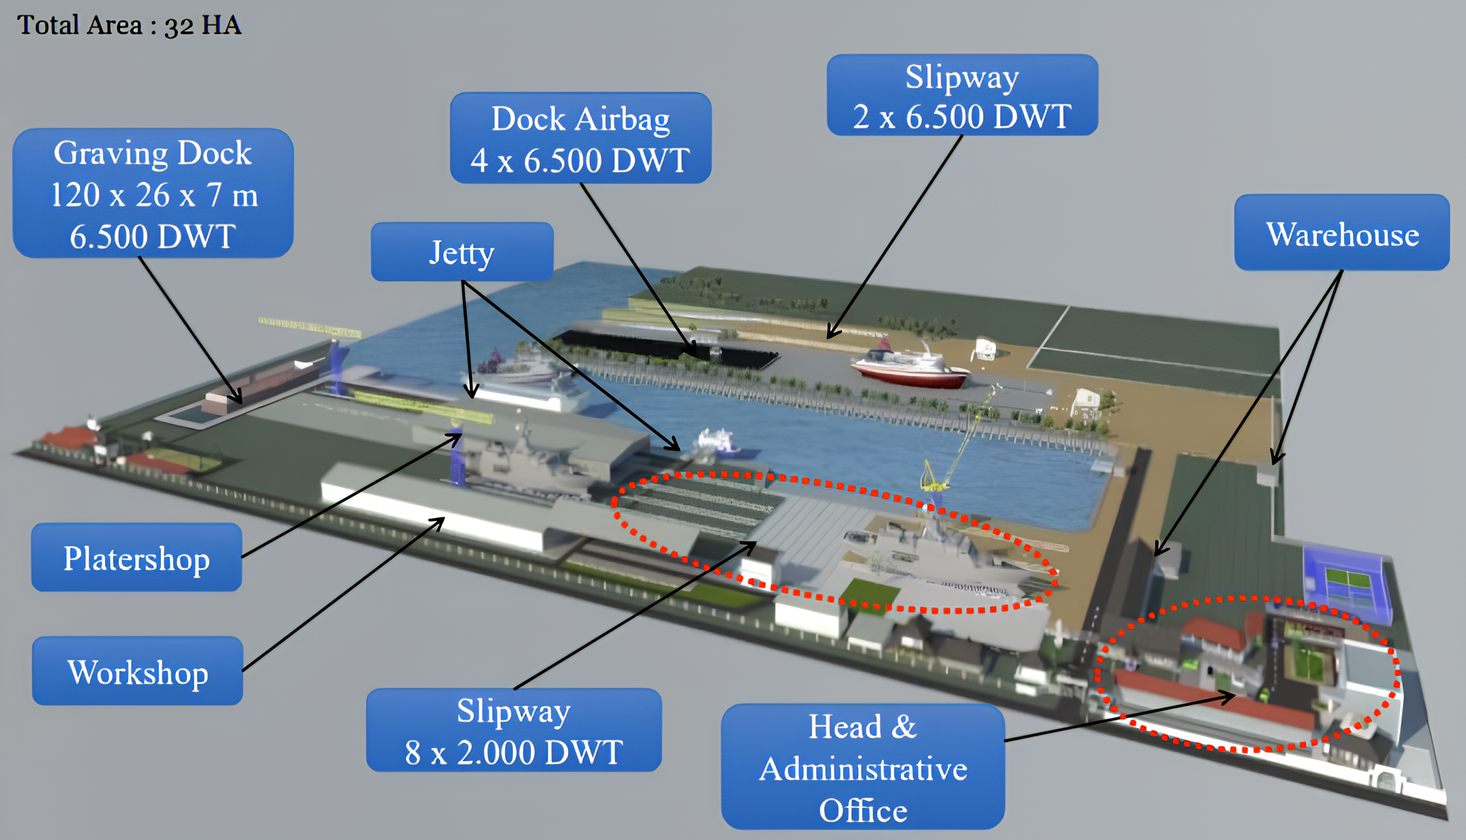 Total Area : 32 HA
Slipway
2 x 6.500 DWT
Dock Airbag
4 x 6.500 DWT
Graving Dock
120 x 26 x 7 m
6.500 DWT
Warehouse
Jetty
Platershop
Workshop
Slipway
8 x 2.000 DWT
Head &
Administrative
Office